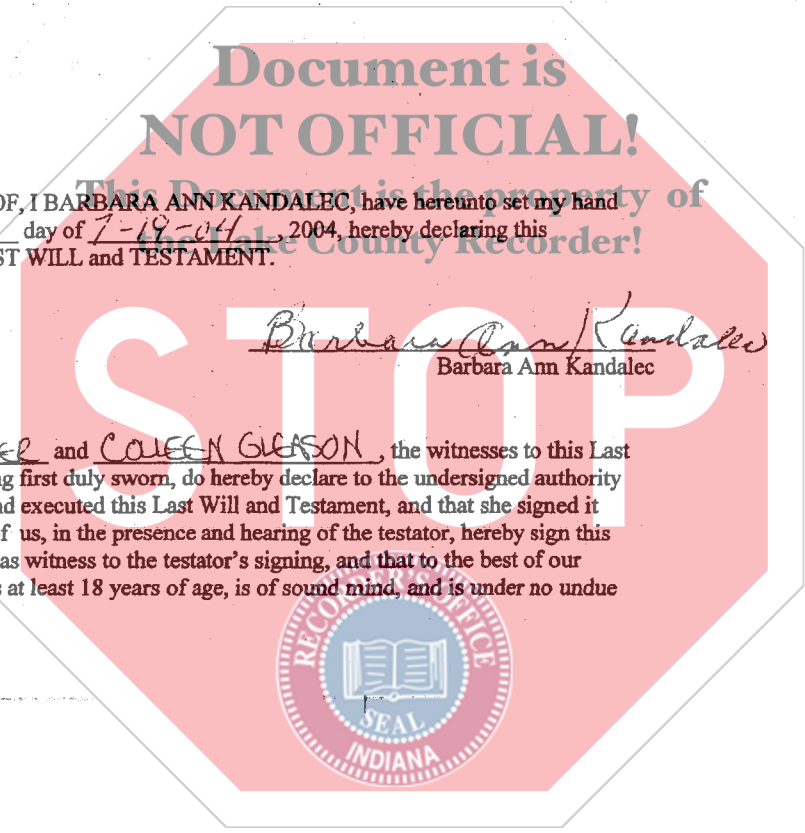 Document is
NOT OFFICIAL!
This Document is the property of
the Lake County Recorder!
OF, I BARBARA ANN KANDALEC, have hereunto set my hand
day of 7-19-04, 2004, hereby declaring this
ST WILL and TESTAMENT.
STOP
Barbara Ann Kandalec
Barbara Ann Kandalec
ER and COLLEEN GLEASON, the witnesses to this Last
g first duly sworn, do hereby declare to the undersigned authority
nd executed this Last Will and Testament, and that she signed it
f us, in the presence and hearing of the testator, hereby sign this
as witness to the testator's signing, and that to the best of our
s at least 18 years of age, is of sound mind, and is under no undue
RECORDER'S OFFICE
SEAL
INDIANA